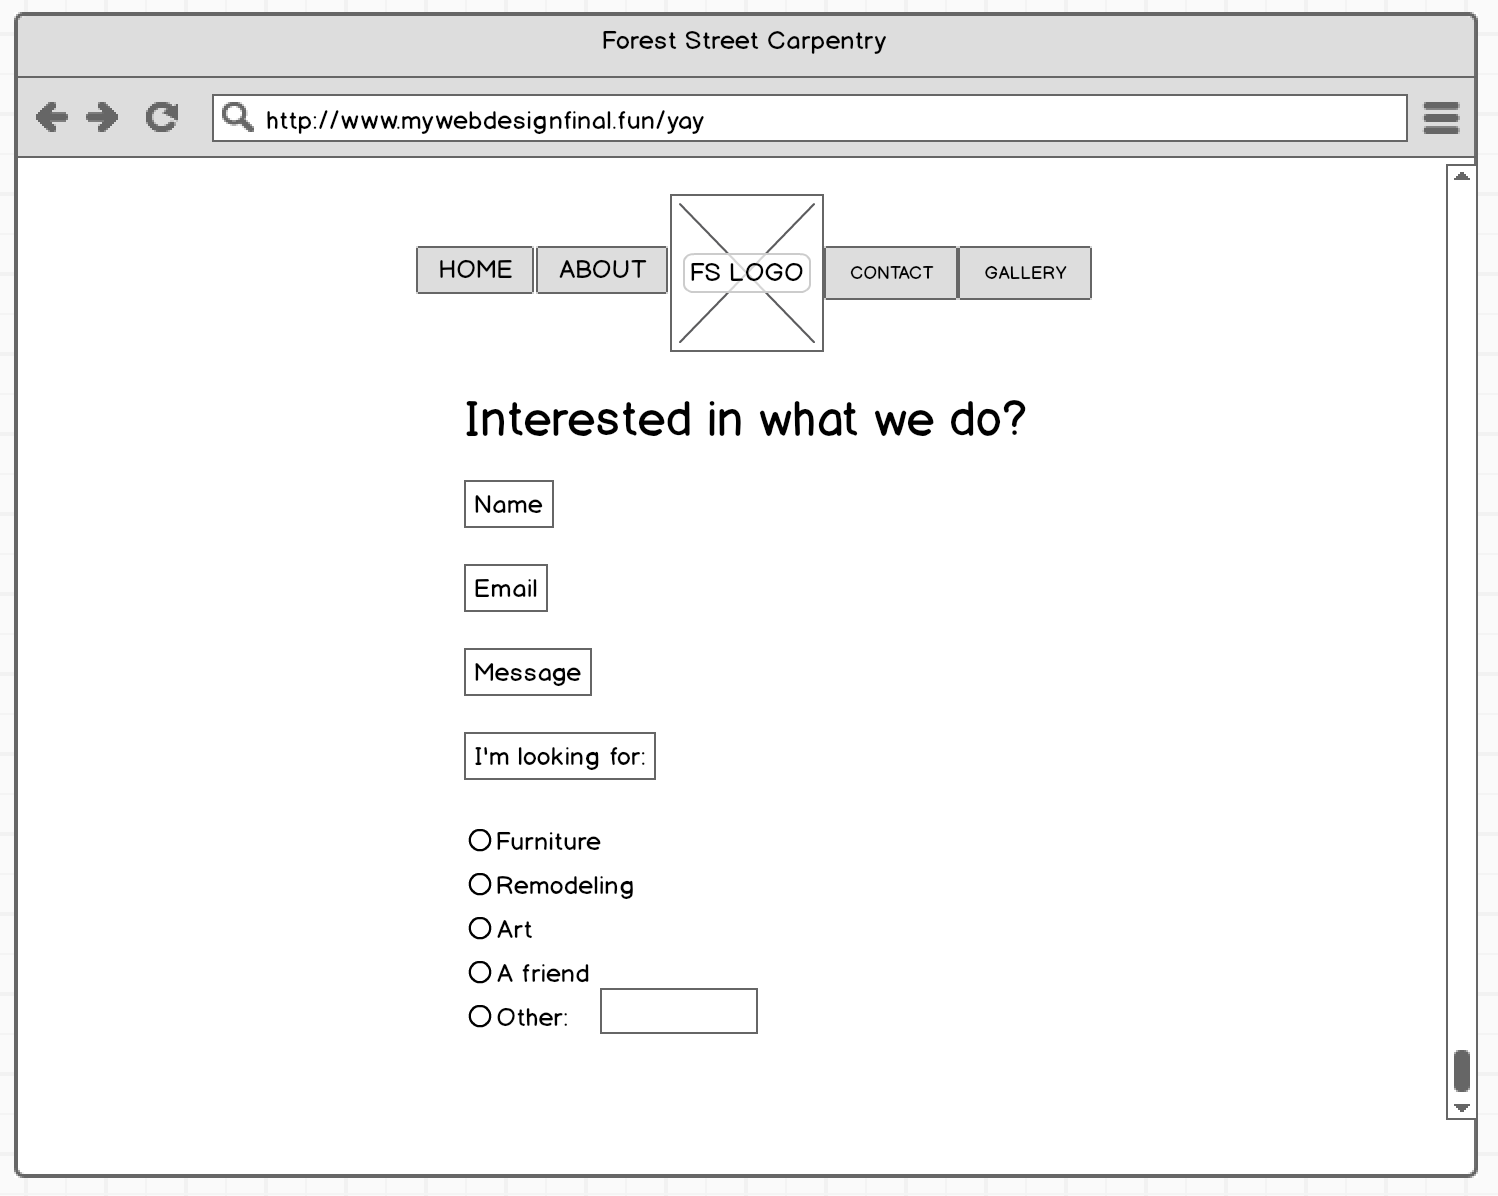 Forest Street Carpentry
http://www.mywebdesignfinal.fun/yay
HOME ABOUT FS LOGO CONTACT GALLERY
Interested in what we do?
Name
Email
Message
I'm looking for:
Furniture
Remodeling
Art
A friend
Other: